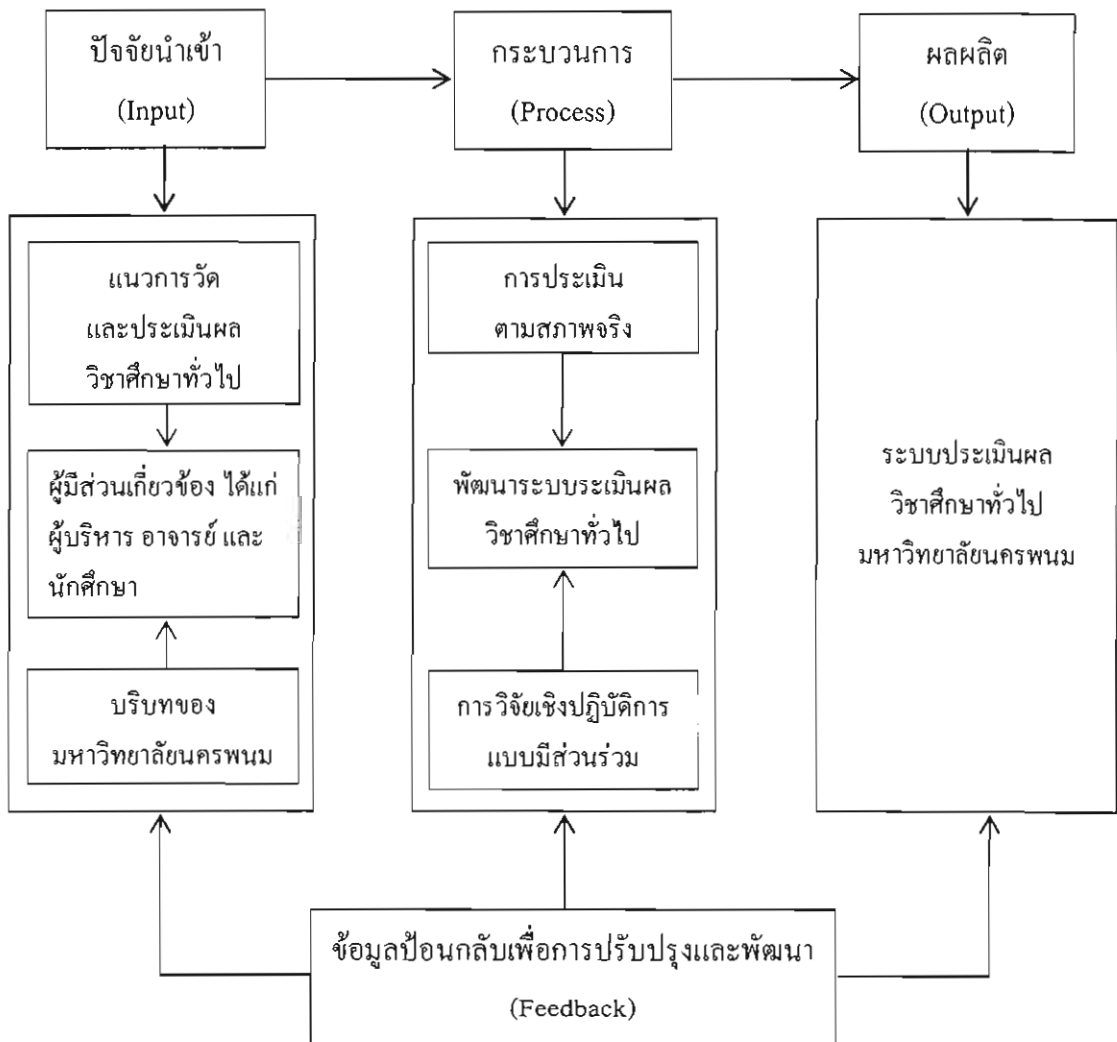 ปัจจัยนำเข้า
(Input)
กระบวนการ
(Process)
ผลผลิต
(Output)
แนวการวัด
และประเมินผล
วิชาศึกษาทั่วไป
ผู้มีส่วนเกี่ยวข้อง ได้แก่
ผู้บริหาร อาจารย์ และ
นักศึกษา
บริบทของ
มหาวิทยาลัยนครพนม
การประเมิน
ตามสภาพจริง
พัฒนาระบบระเมินผล
วิชาศึกษาทั่วไป
การวิจัยเชิงปฏิบัติการ
แบบมีส่วนร่วม
ระบบประเมินผล
วิชาศึกษาทั่วไป
มหาวิทยาลัยนครพนม
ข้อมูลป้อนกลับเพื่อการปรับปรุงและพัฒนา
(Feedback)